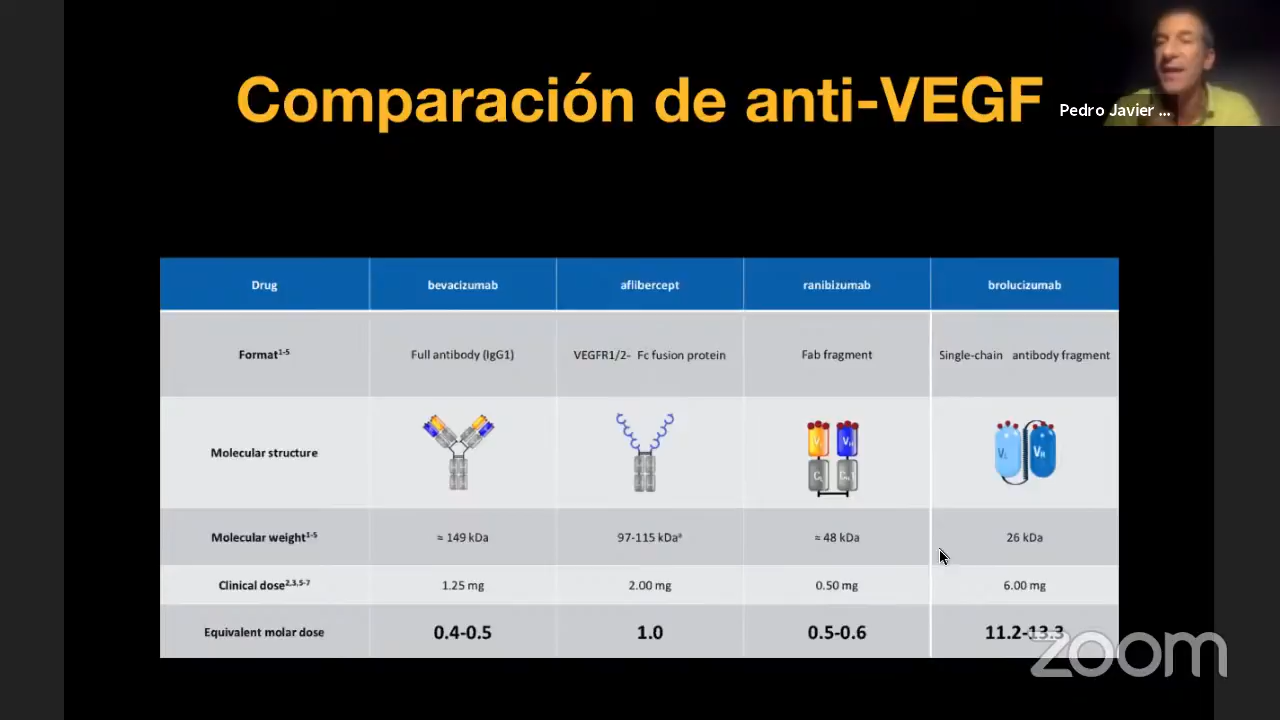 Comparación de anti-VEGF
Pedro Javier ...
Drug bevacizumab aflibercept ranibizumab brolucizumab
Format1-5 Full antibody (IgG1) VEGFR1/2- Fc fusion protein Fab fragment Single-chain antibody fragment
Molecular structure
VL VH
Molecular weight1-5 ≈ 149 kDa 97-115 kDaa ≈ 48 kDa 26 kDa
Clinical dose2,3,5-7 1.25 mg 2.00 mg 0.50 mg 6.00 mg
Equivalent molar dose 0.4-0.5 1.0 0.5-0.6 11.2-13.3
zoom